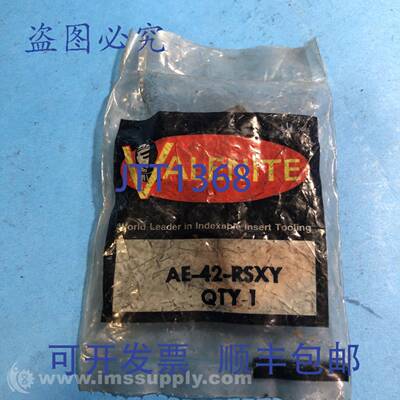 盗图必究
VALENITE
JTT1368
World Leader in Indexable Insert Tooling
AE-42-RSXY
QTY-1
可开发票 顺丰包邮
© www.imssupply.com